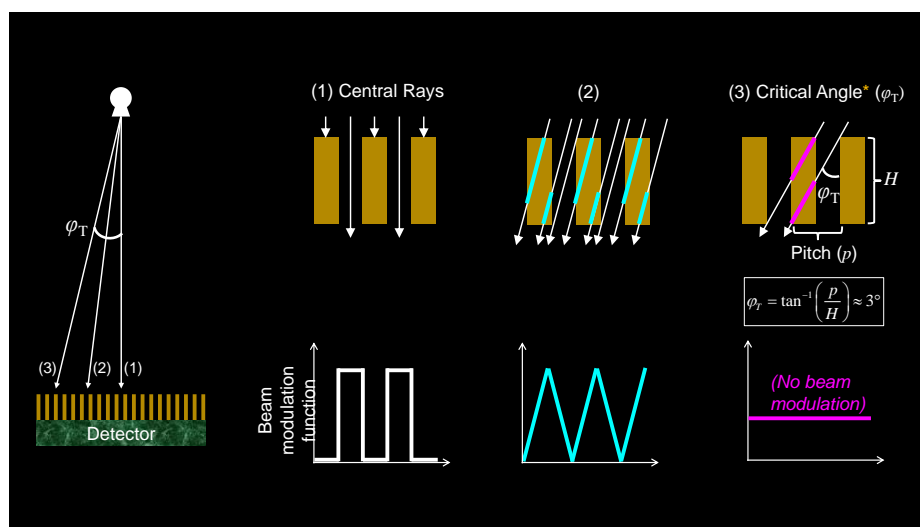 (1) Central Rays
(2)
(3) Critical Angle* (φT)
φT
H
φT
Pitch (p)
φT = tan⁻¹(p/H) ≈ 3°
(3)
(2)
(1)
Detector
Beam
modulation
function
(No beam
modulation)